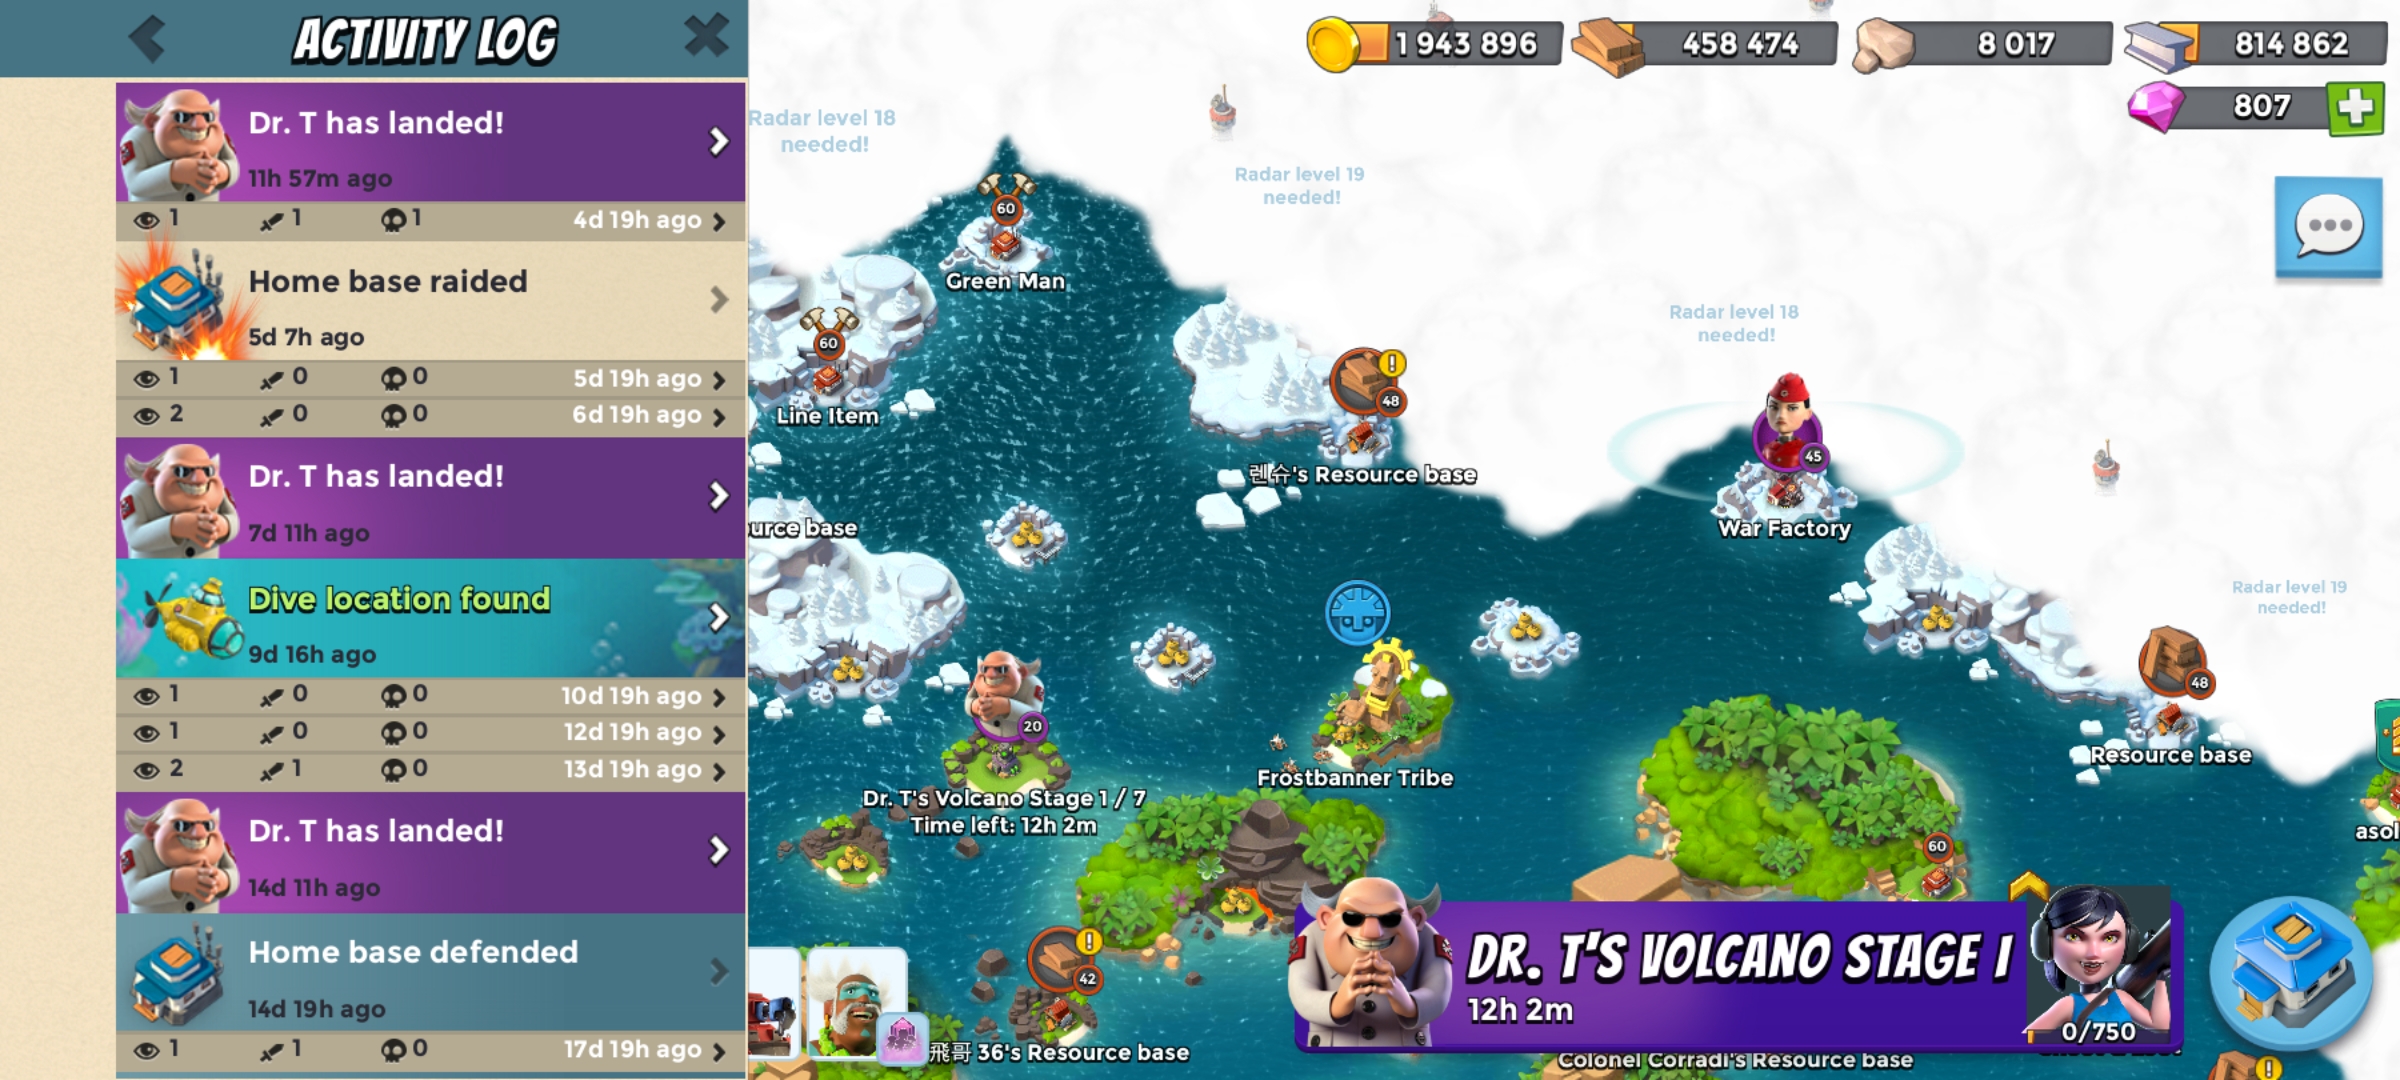 ACTIVITY LOG
Dr. T has landed!
11h 57m ago
1 1 1 4d 19h ago
Home base raided
5d 7h ago
1 0 0 5d 19h ago
2 0 0 6d 19h ago
Dr. T has landed!
7d 11h ago
Dive location found
9d 16h ago
1 0 0 10d 19h ago
1 0 0 12d 19h ago
2 1 0 13d 19h ago
Dr. T has landed!
14d 11h ago
Home base defended
14d 19h ago
1 1 0 17d 19h ago
1 943 896
458 474
8 017
814 862
807
Radar level 18
needed!
Radar level 19
needed!
60
Green Man
Radar level 18
needed!
60
Line Item
!
48
렌슈's Resource base
45
War Factory
urce base
Radar level 19
needed!
48
Resource base
20
Dr. T's Volcano Stage 1 / 7
Time left: 12h 2m
Frostbanner Tribe
asol
60
!
42
飛哥 36's Resource base
DR. T'S VOLCANO STAGE 1
12h 2m
0/750
Colonel Corradi's Resource base
!